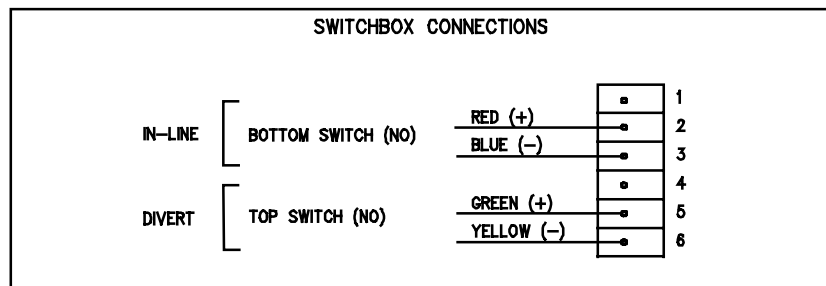 SWITCHBOX CONNECTIONS
1
RED (+)
2
IN-LINE
BOTTOM SWITCH (NO)
BLUE (-)
3
4
GREEN (+)
5
DIVERT
TOP SWITCH (NO)
YELLOW (-)
6